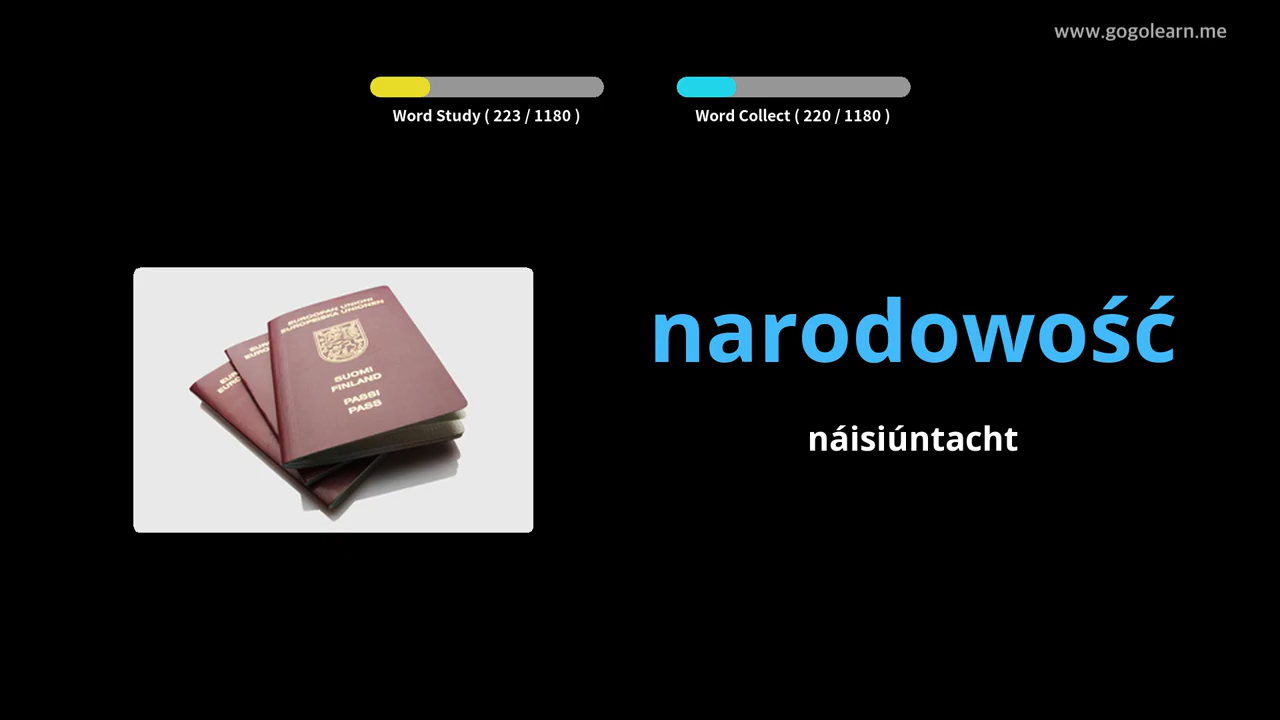 www.gogolearn.me
Word Study ( 223 / 1180 )
Word Collect ( 220 / 1180 )
EUROOPAN UNIONI
EUROPEISKA UNIONEN
SUOMI
FINLAND
PASSI
PASS
narodowość
náisiúntacht